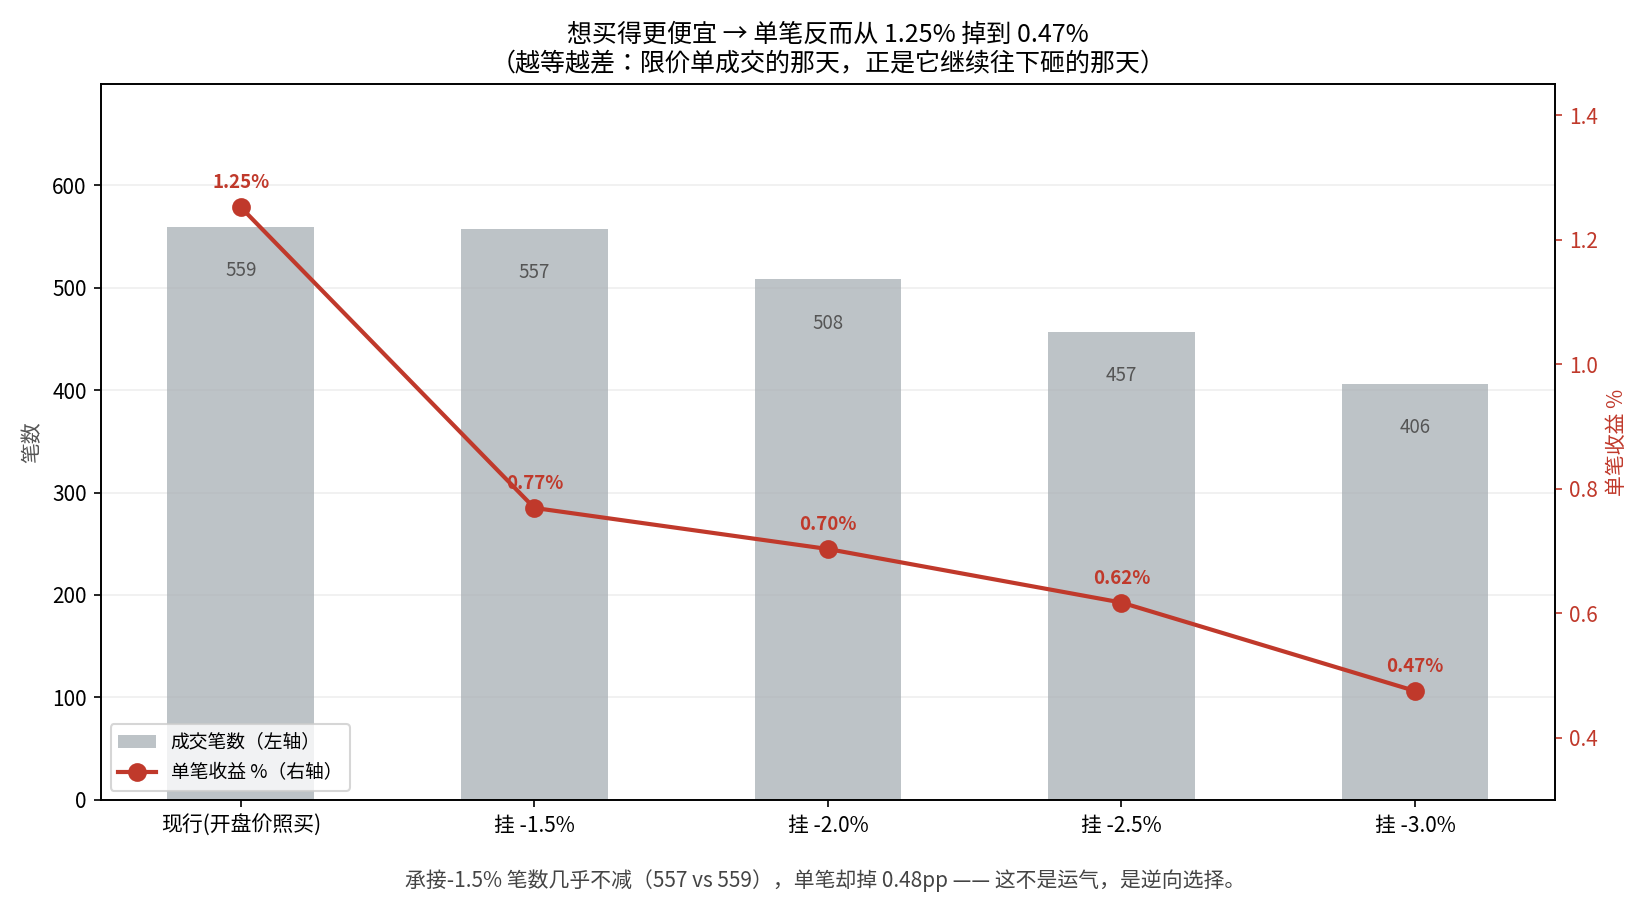 想买得更便宜 → 单笔反而从 1.25% 掉到 0.47%
（越等越差：限价单成交的那天，正是它继续往下砸的那天）
笔数
600
500
400
300
200
100
0
1.25%
0.77%
0.70%
0.62%
0.47%
559
557
508
457
406
1.4
1.2
1.0
0.8
0.6
0.4
单笔收益 %
成交笔数（左轴）
单笔收益 %（右轴）
现行(开盘价照买)
挂 -1.5%
挂 -2.0%
挂 -2.5%
挂 -3.0%
承接-1.5% 笔数几乎不减（557 vs 559），单笔却掉 0.48pp —— 这不是运气，是逆向选择。